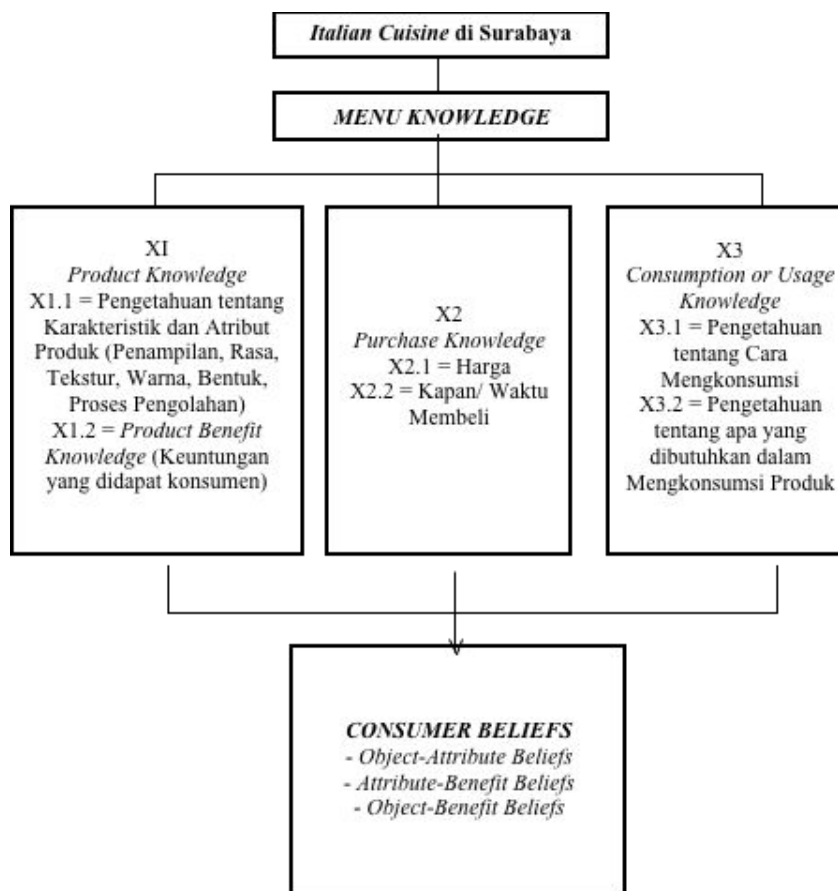 Italian Cuisine di Surabaya
MENU KNOWLEDGE
XI
Product Knowledge
X1.1 = Pengetahuan tentang
Karakteristik dan Atribut
Produk (Penampilan, Rasa,
Tekstur, Warna, Bentuk,
Proses Pengolahan)
X1.2 = Product Benefit
Knowledge (Keuntungan
yang didapat konsumen)
X2
Purchase Knowledge
X2.1 = Harga
X2.2 = Kapan/ Waktu
Membeli
X3
Consumption or Usage
Knowledge
X3.1 = Pengetahuan
tentang Cara
Mengkonsumsi
X3.2 = Pengetahuan
tentang apa yang
dibutuhkan dalam
Mengkonsumsi Produk
CONSUMER BELIEFS
- Object-Attribute Beliefs
- Attribute-Benefit Beliefs
- Object-Benefit Beliefs